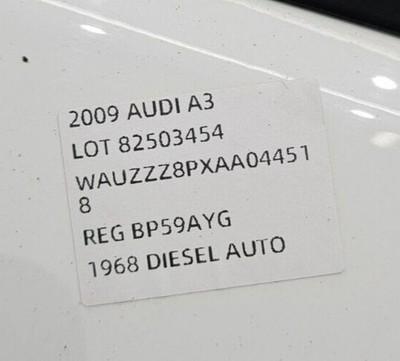 2009 AUDI A3
LOT 82503454
WAUZZZ8PXAA04451
8
REG BP59AYG
1968 DIESEL AUTO